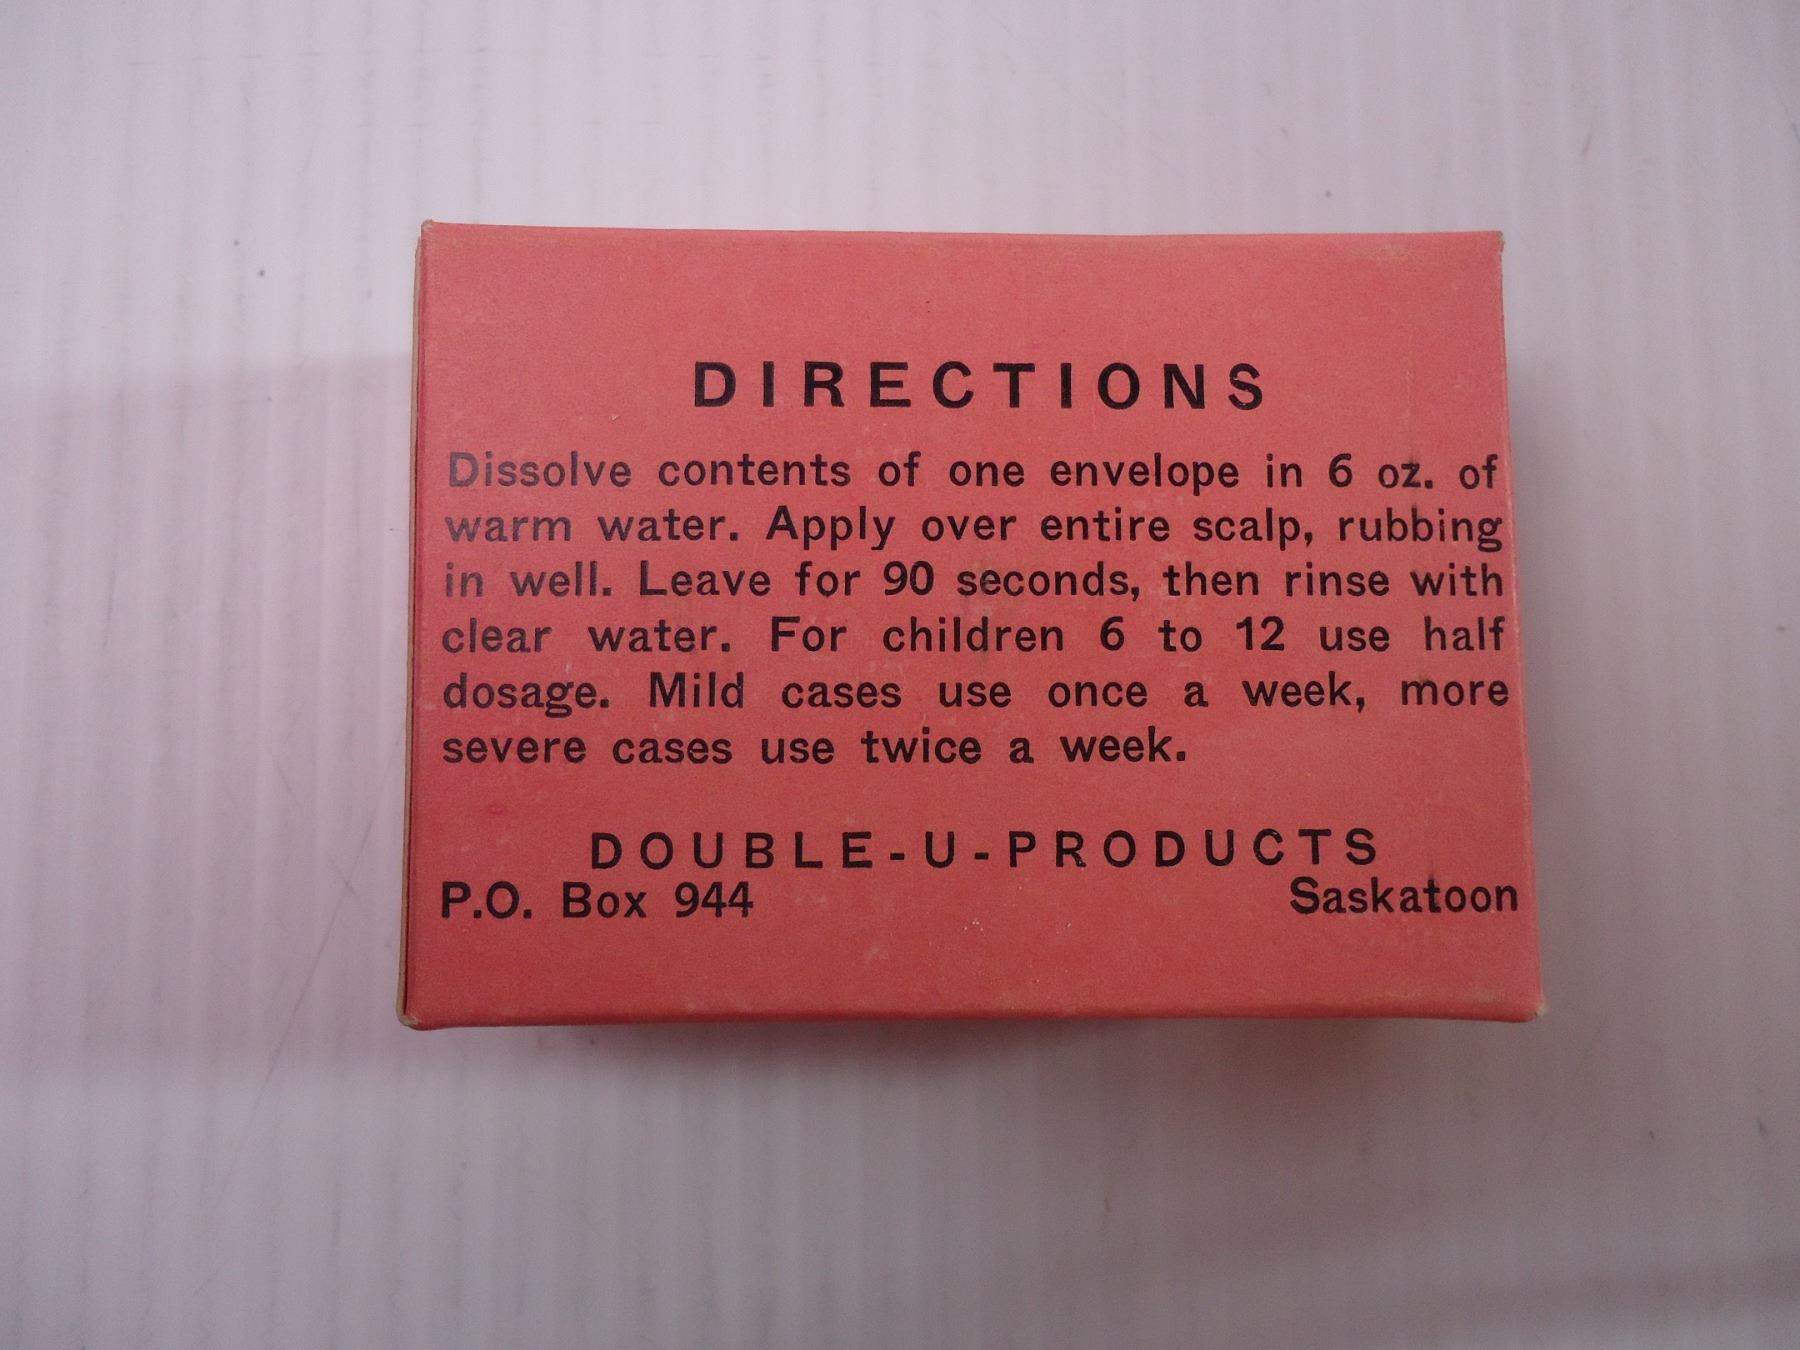 DIRECTIONS
Dissolve contents of one envelope in 6 oz. of
warm water. Apply over entire scalp, rubbing
in well. Leave for 90 seconds, then rinse with
clear water. For children 6 to 12 use half
dosage. Mild cases use once a week, more
severe cases use twice a week.
DOUBLE-U-PRODUCTS
P.O. Box 944 Saskatoon